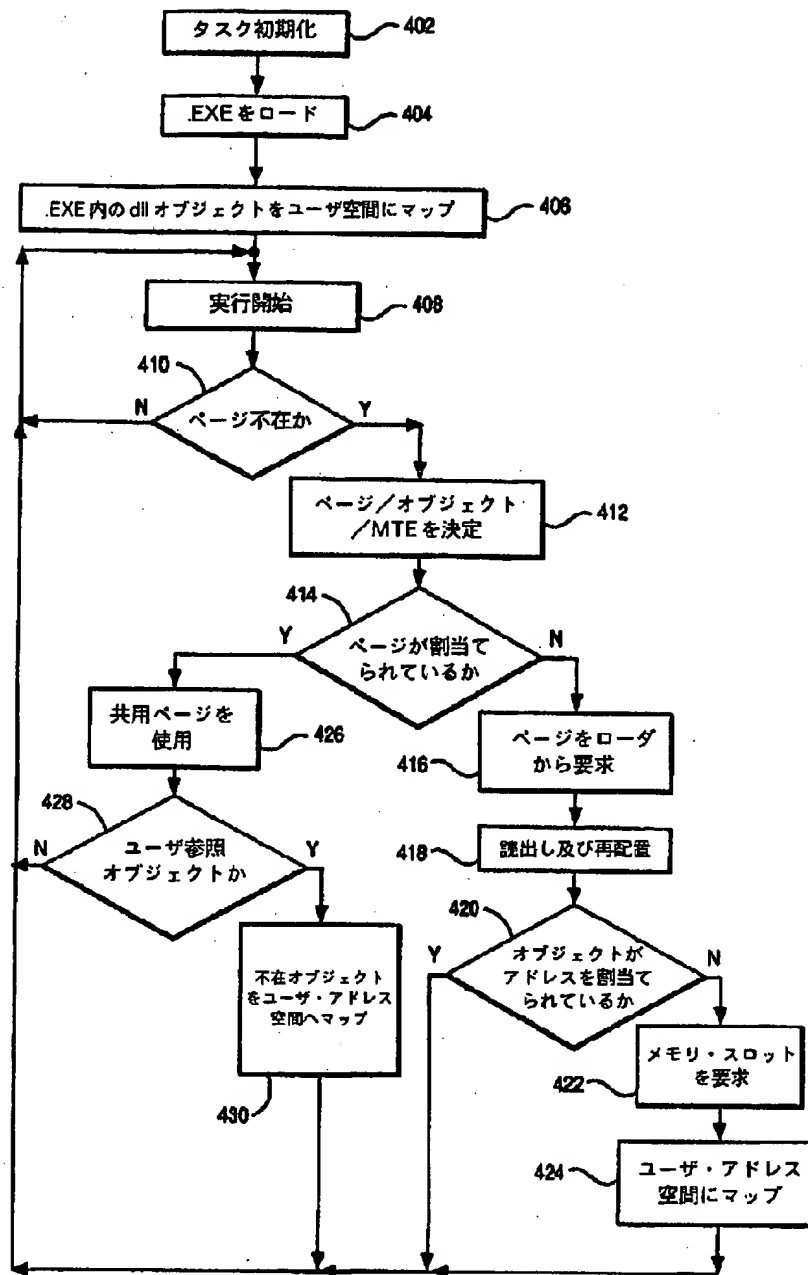 タスク初期化
402
.EXEをロード
404
.EXE内のdllオブジェクトをユーザ空間にマップ
406
実行開始
408
410
N
ページ不在か
Y
ページ/オブジェクト
/MTEを決定
412
414
Y
ページが割当て
られているか
N
共用ページを
使用
426
ページをローダ
から要求
416
428
N
ユーザ参照
オブジェクトか
Y
418
読出し及び再配置
420
Y
オブジェクトが
アドレスを割当て
られているか
N
不在オブジェクト
をユーザ・アドレス
空間へマップ
430
メモリ・スロット
を要求
422
424
ユーザ・アドレス
空間にマップ